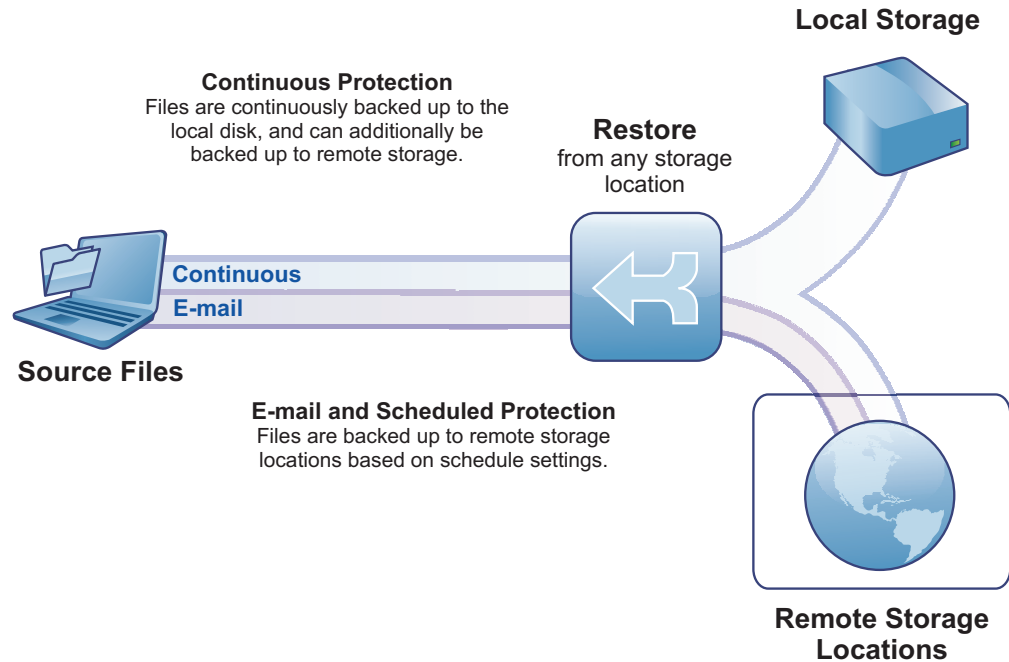 Local Storage
Continuous Protection
Files are continuously backed up to the
local disk, and can additionally be
backed up to remote storage.
Restore
from any storage
location
Continuous
E-mail
Source Files
E-mail and Scheduled Protection
Files are backed up to remote storage
locations based on schedule settings.
Remote Storage
Locations